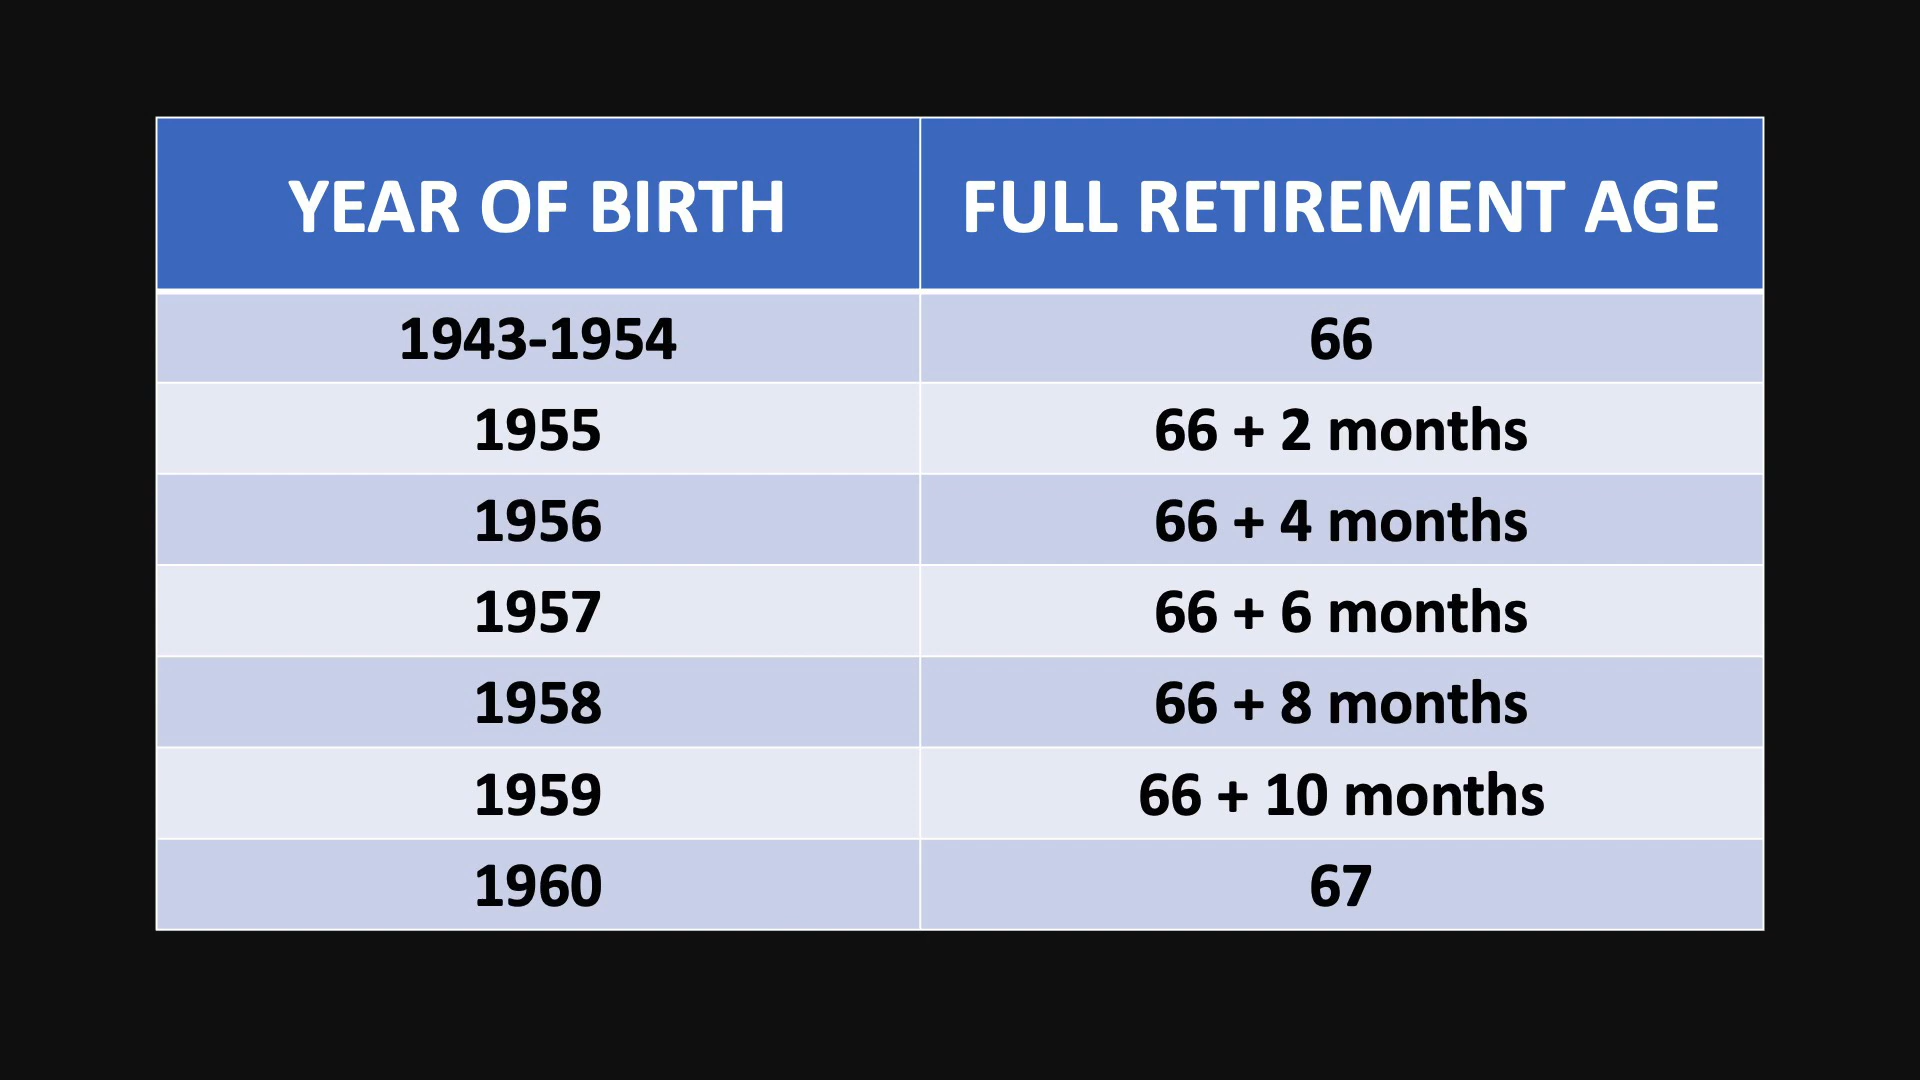 YEAR OF BIRTH FULL RETIREMENT AGE
1943-1954 66
1955 66 + 2 months
1956 66 + 4 months
1957 66 + 6 months
1958 66 + 8 months
1959 66 + 10 months
1960 67